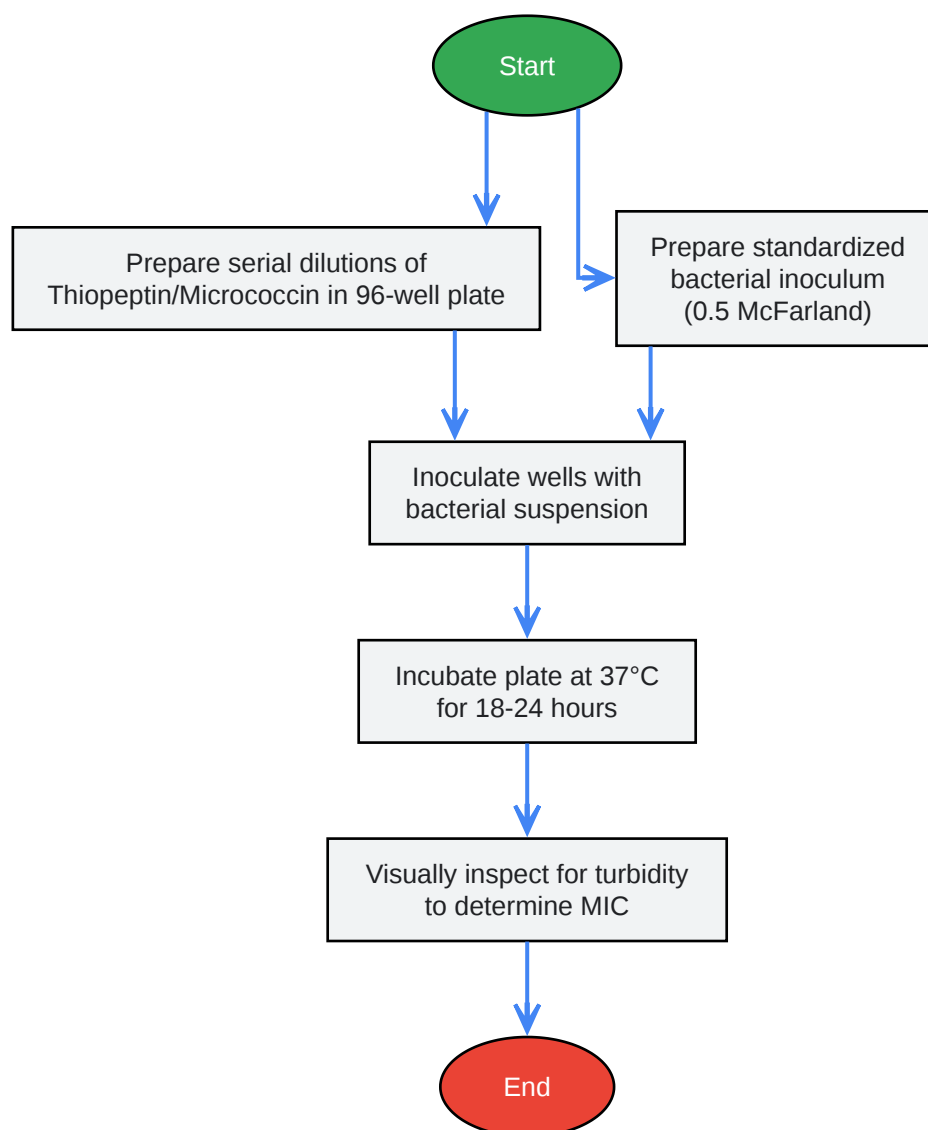 Start
Prepare serial dilutions of
Thiopeptin/Micrococcin in 96-well plate
Prepare standardized
bacterial inoculum
(0.5 McFarland)
Inoculate wells with
bacterial suspension
Incubate plate at 37°C
for 18-24 hours
Visually inspect for turbidity
to determine MIC
End